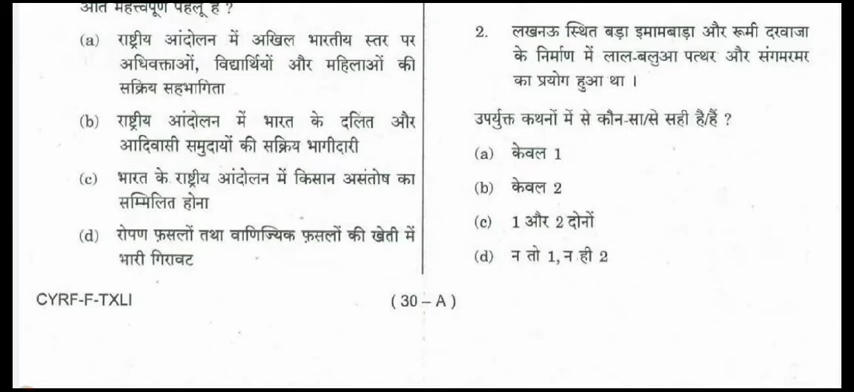 अति महत्त्वपूर्ण पहलू है ?
(a) राष्ट्रीय आंदोलन में अखिल भारतीय स्तर पर
अधिवक्ताओं, विद्यार्थियों और महिलाओं की
सक्रिय सहभागिता
(b) राष्ट्रीय आंदोलन में भारत के दलित और
आदिवासी समुदायों की सक्रिय भागीदारी
(c) भारत के राष्ट्रीय आंदोलन में किसान असंतोष का
सम्मिलित होना
(d) रोपण फ़सलों तथा वाणिज्यिक फ़सलों की खेती में
भारी गिरावट
2. लखनऊ स्थित बड़ा इमामबाड़ा और रूमी दरवाजा
के निर्माण में लाल-बलुआ पत्थर और संगमरमर
का प्रयोग हुआ था ।
उपर्युक्त कथनों में से कौन-सा/से सही है/हैं ?
(a) केवल 1
(b) केवल 2
(c) 1 और 2 दोनों
(d) न तो 1, न ही 2
CYRF-F-TXLI
( 30 – A )